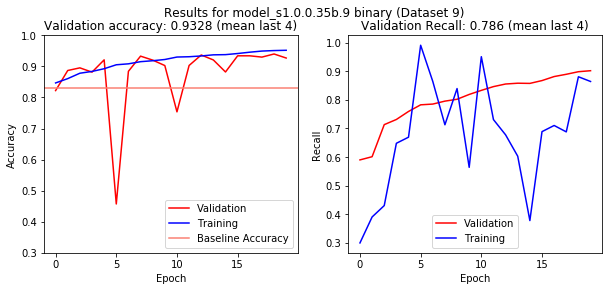 Results for model_s1.0.0.35b.9 binary (Dataset 9)
Validation accuracy: 0.9328 (mean last 4)
1.0
0.9
0.8
0.7
0.6
0.5
0.4
0.3
Accuracy
0
5
10
15
Epoch
Validation
Training
Baseline Accuracy
Validation Recall: 0.786 (mean last 4)
1.0
0.9
0.8
0.7
0.6
0.5
0.4
0.3
Recall
0
5
10
15
Epoch
Validation
Training